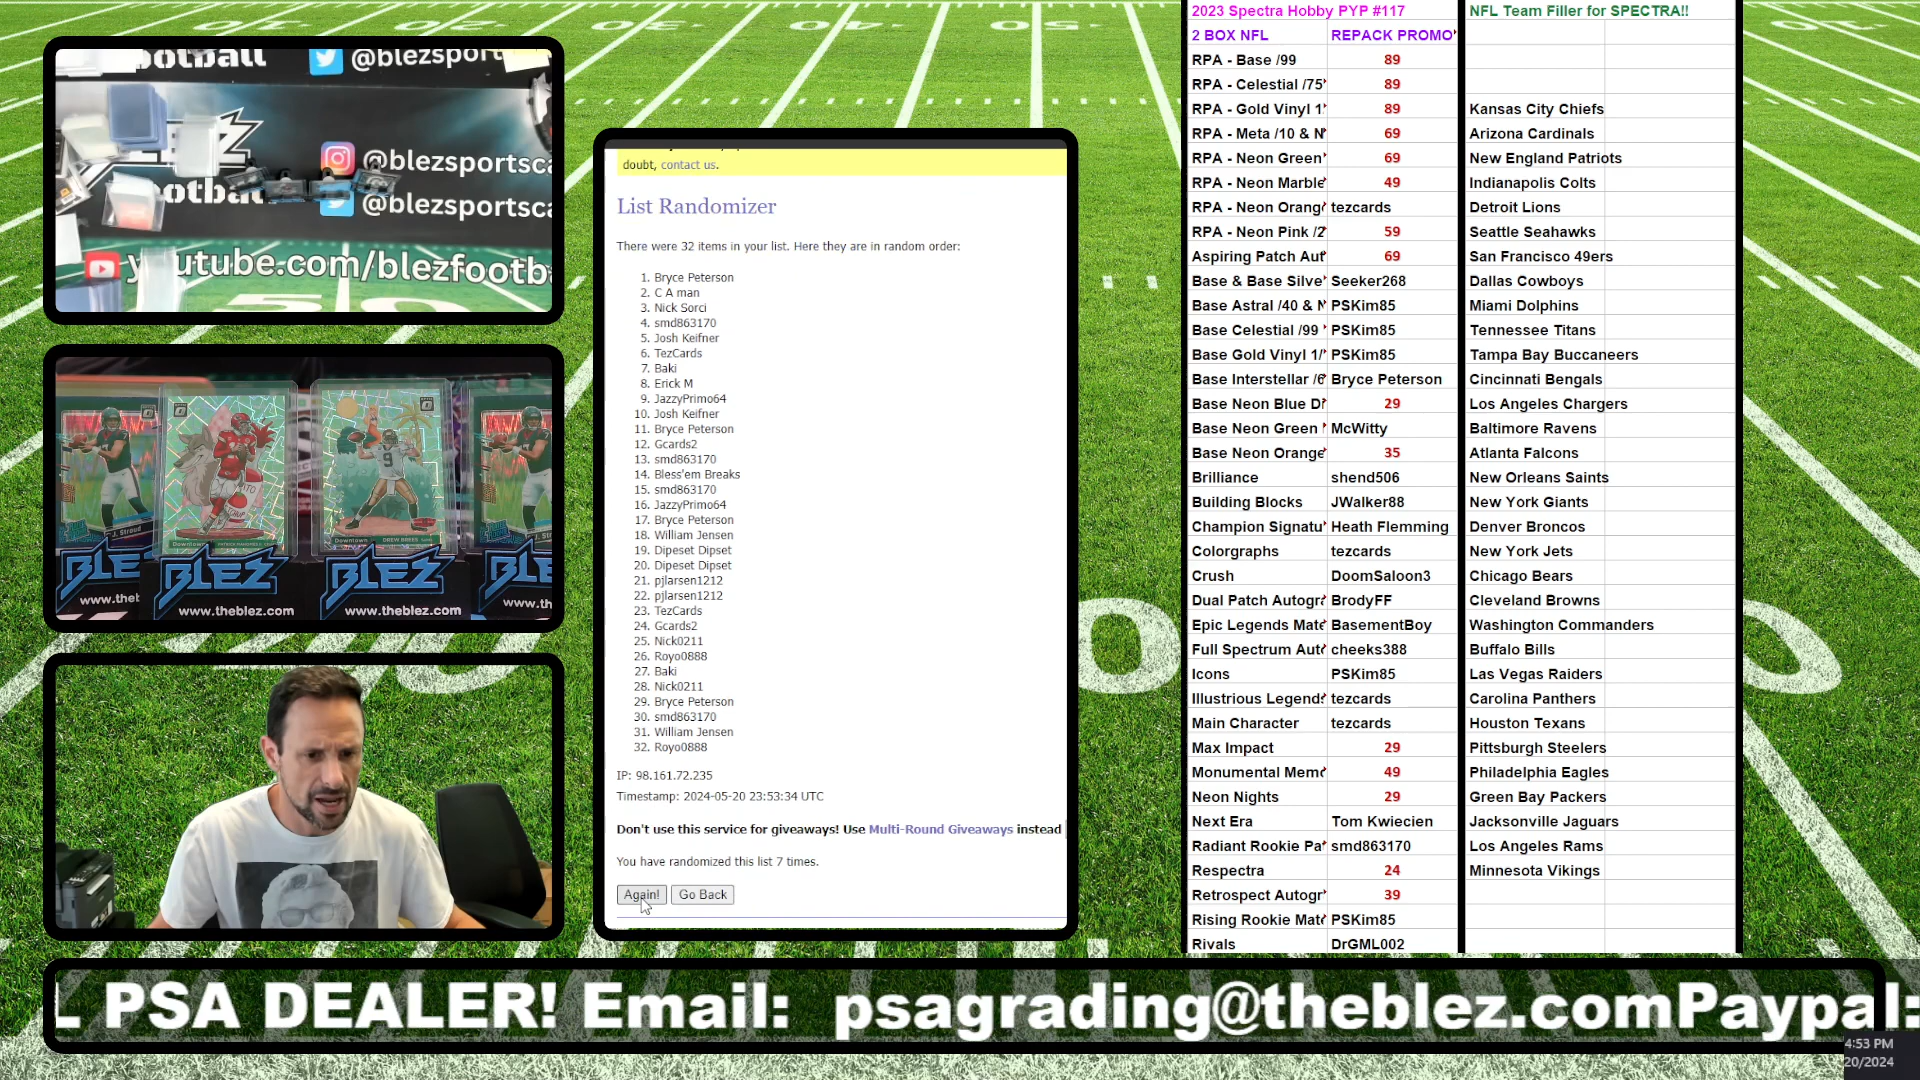 @blezsport
@blezsportsca
@blezsportsca
youtube.com/blezfootb
BLEZ
BLEZ
www.theblez.com
www.theblez.com
doubt, contact us.
List Randomizer
There were 32 items in your list. Here they are in random order:
1. Bryce Peterson
2. C A man
3. Nick Sorci
4. smd863170
5. Josh Keifner
6. TezCards
7. Baki
8. Erick M
9. JazzyPrimo64
10. Josh Keifner
11. Bryce Peterson
12. Gcards2
13. smd863170
14. Bless'em Breaks
15. smd863170
16. JazzyPrimo64
17. Bryce Peterson
18. William Jensen
19. Dipeset Dipset
20. Dipeset Dipset
21. pjlarsen1212
22. pjlarsen1212
23. TezCards
24. Gcards2
25. Nick0211
26. Royo0888
27. Baki
28. Nick0211
29. Bryce Peterson
30. smd863170
31. William Jensen
32. Royo0888
IP: 98.161.72.235
Timestamp: 2024-05-20 23:53:34 UTC
Don't use this service for giveaways! Use Multi-Round Giveaways instead
You have randomized this list 7 times.
Again! Go Back
2023 Spectra Hobby PYP #117
2 BOX NFL REPACK PROMO
RPA - Base /99 89
RPA - Celestial /75 89
RPA - Gold Vinyl 1 89
RPA - Meta /10 & N 69
RPA - Neon Green 69
RPA - Neon Marble 49
RPA - Neon Orang tezcards
RPA - Neon Pink /2 59
Aspiring Patch Aut 69
Base & Base Silve Seeker268
Base Astral /40 & N PSKim85
Base Celestial /99 PSKim85
Base Gold Vinyl 1/ PSKim85
Base Interstellar /6 Bryce Peterson
Base Neon Blue D 29
Base Neon Green McWitty
Base Neon Orange 35
Brilliance shend506
Building Blocks JWalker88
Champion Signatu Heath Flemming
Colorgraphs tezcards
Crush DoomSaloon3
Dual Patch Autogr BrodyFF
Epic Legends Mate BasementBoy
Full Spectrum Aut cheeks388
Icons PSKim85
Illustrious Legend tezcards
Main Character tezcards
Max Impact 29
Monumental Mem 49
Neon Nights 29
Next Era Tom Kwiecien
Radiant Rookie Pa smd863170
Respectra 24
Retrospect Autogr 39
Rising Rookie Mat PSKim85
Rivals DrGML002
NFL Team Filler for SPECTRA!!
Kansas City Chiefs
Arizona Cardinals
New England Patriots
Indianapolis Colts
Detroit Lions
Seattle Seahawks
San Francisco 49ers
Dallas Cowboys
Miami Dolphins
Tennessee Titans
Tampa Bay Buccaneers
Cincinnati Bengals
Los Angeles Chargers
Baltimore Ravens
Atlanta Falcons
New Orleans Saints
New York Giants
Denver Broncos
New York Jets
Chicago Bears
Cleveland Browns
Washington Commanders
Buffalo Bills
Las Vegas Raiders
Carolina Panthers
Houston Texans
Pittsburgh Steelers
Philadelphia Eagles
Green Bay Packers
Jacksonville Jaguars
Los Angeles Rams
Minnesota Vikings
L PSA DEALER! Email: psagrading@theblez.comPaypal:
4:53 PM
20/2024